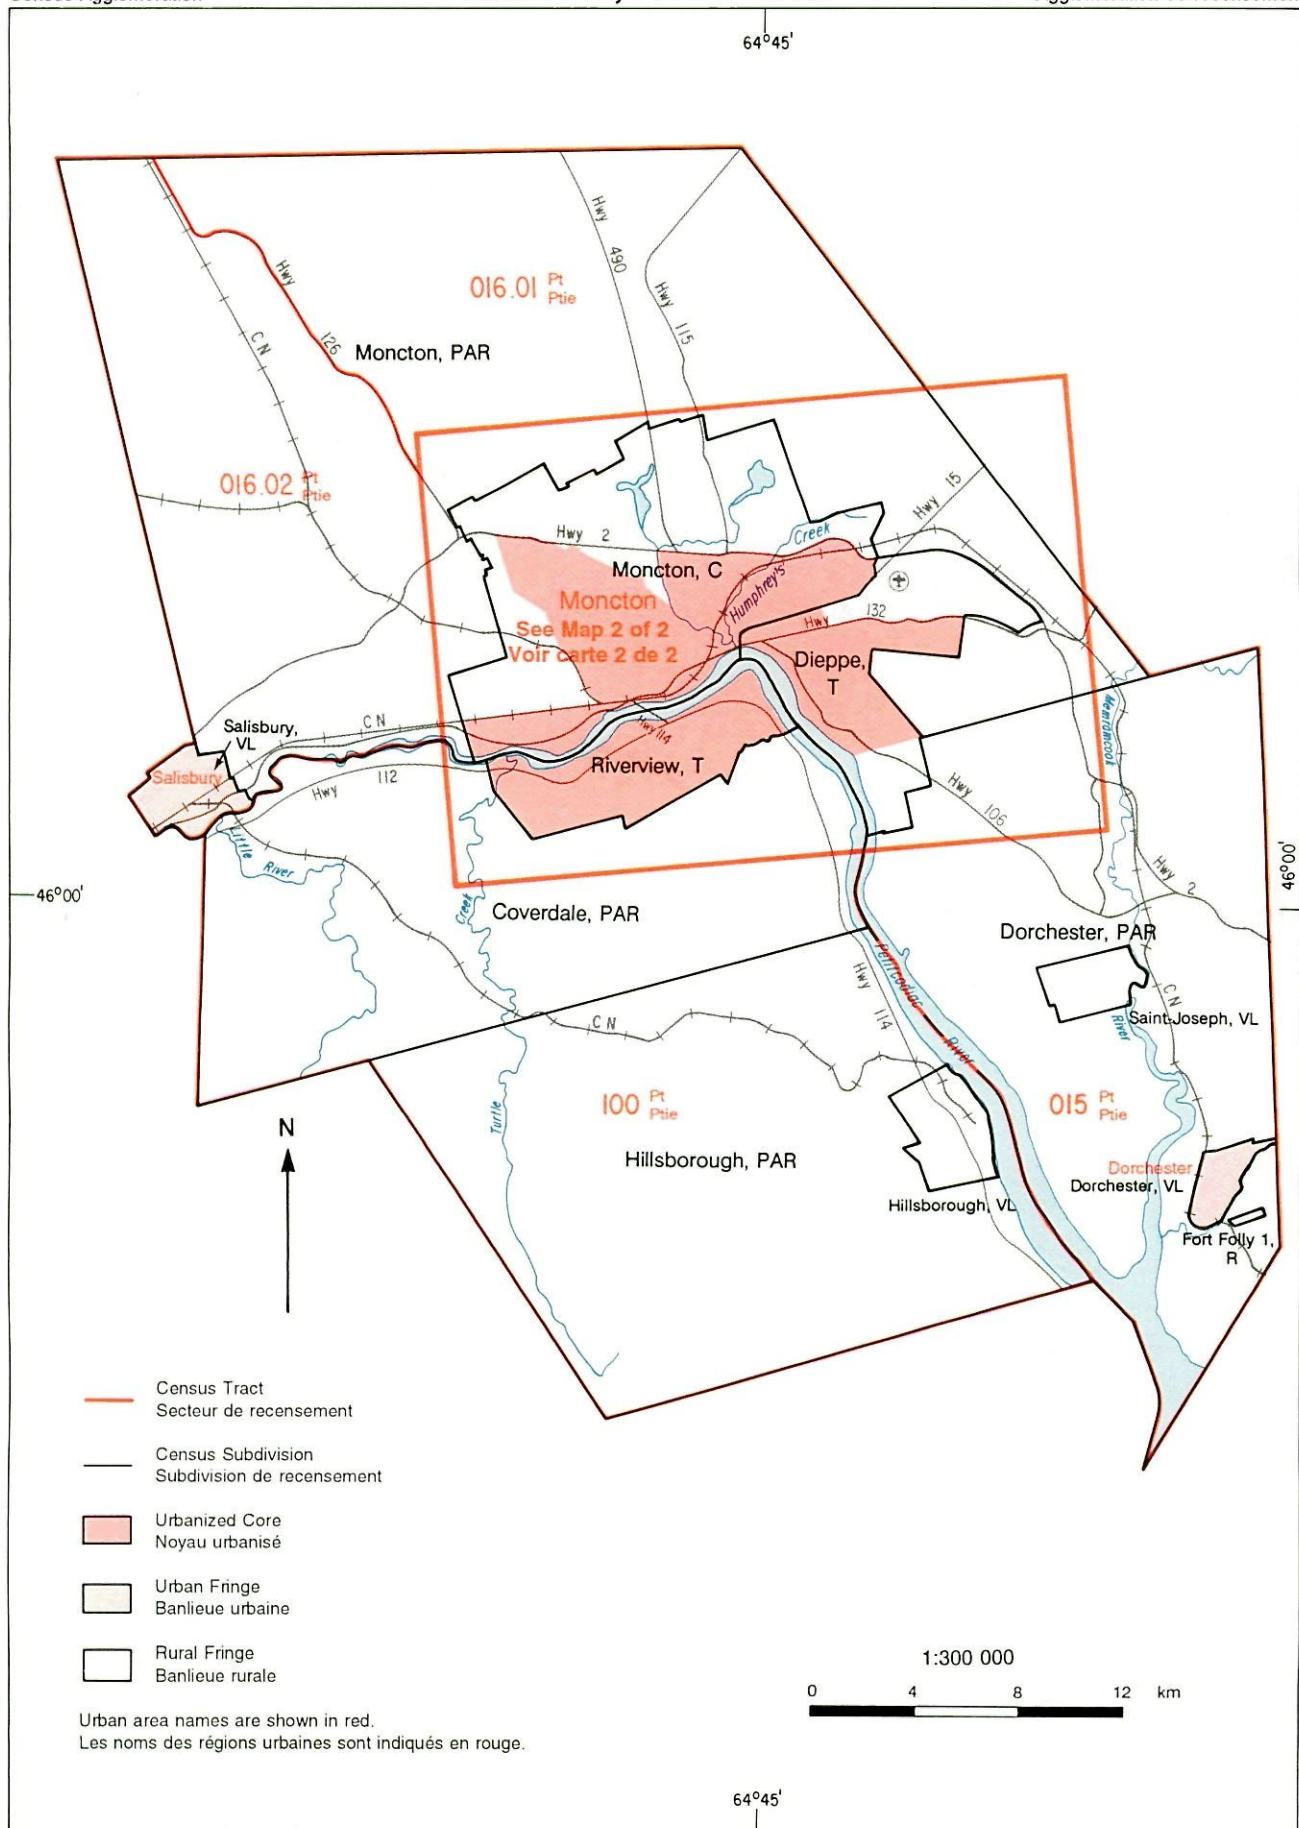 64°45'
Hwy 490
Hwy 115
Hwy 126
CN
016.01 Pt
Ptie
Moncton, PAR
016.02 Pt
Ptie
Hwy 15
Hwy 2
Creek
Humphrey's
Moncton, C
Moncton
See Map 2 of 2
Voir carte 2 de 2
Hwy 132
Dieppe,
T
Salisbury,
VL
CN
Hwy 114
Memramcook
Salisbury
Riverview, T
Hwy 112
Hwy 106
Little River
Hwy 2
46°00'
46°00'
Creek
Coverdale, PAR
Dorchester, PAR
Petitcodiac
Hwy 114
CN
CN
Saint-Joseph, VL
River
River
100 Pt
Ptie
015 Pt
Ptie
Turtle
N
Hillsborough, PAR
Dorchester
Dorchester, VL
Hillsborough, VL
Fort Folly 1,
R
Census Tract
Secteur de recensement
Census Subdivision
Subdivision de recensement
Urbanized Core
Noyau urbanisé
Urban Fringe
Banlieue urbaine
Rural Fringe
Banlieue rurale
1:300 000
0 4 8 12 km
Urban area names are shown in red.
Les noms des régions urbaines sont indiqués en rouge.
64°45'